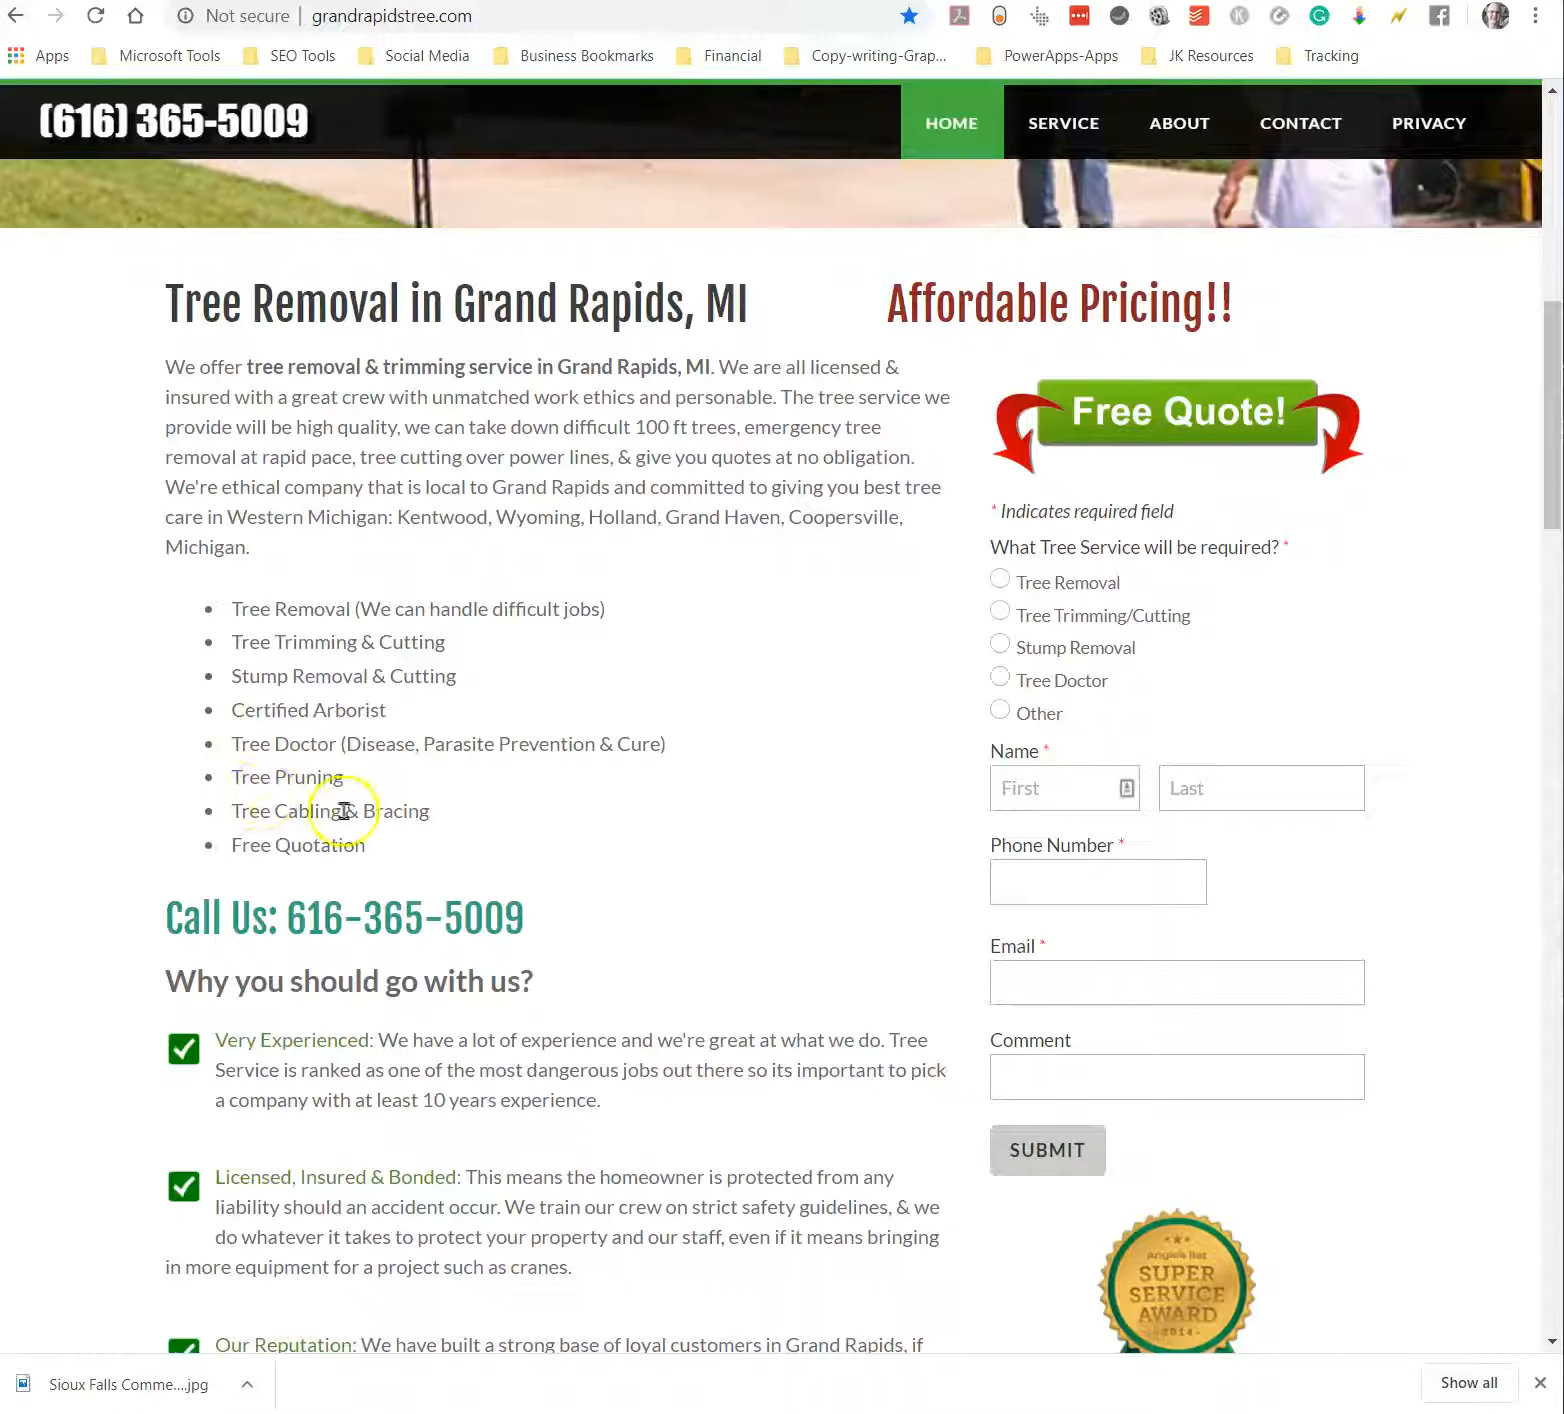 Not secure
grandrapidstree.com
Apps
Microsoft Tools
SEO Tools
Social Media
Business Bookmarks
Financial
Copy-writing-Grap...
PowerApps-Apps
JK Resources
Tracking
(616) 365-5009
HOME
SERVICE
ABOUT
CONTACT
PRIVACY
Tree Removal in Grand Rapids, MI
We offer tree removal & trimming service in Grand Rapids, MI. We are all licensed &
insured with a great crew with unmatched work ethics and personable. The tree service we
provide will be high quality, we can take down difficult 100 ft trees, emergency tree
removal at rapid pace, tree cutting over power lines, & give you quotes at no obligation.
We're ethical company that is local to Grand Rapids and committed to giving you best tree
care in Western Michigan: Kentwood, Wyoming, Holland, Grand Haven, Coopersville,
Michigan.
Tree Removal (We can handle difficult jobs)
Tree Trimming & Cutting
Stump Removal & Cutting
Certified Arborist
Tree Doctor (Disease, Parasite Prevention & Cure)
Tree Pruning
Tree Cabling & Bracing
Free Quotation
Call Us: 616-365-5009
Why you should go with us?
Very Experienced: We have a lot of experience and we're great at what we do. Tree
Service is ranked as one of the most dangerous jobs out there so its important to pick
a company with at least 10 years experience.
Licensed, Insured & Bonded: This means the homeowner is protected from any
liability should an accident occur. We train our crew on strict safety guidelines, & we
do whatever it takes to protect your property and our staff, even if it means bringing
in more equipment for a project such as cranes.
Our Reputation: We have built a strong base of loyal customers in Grand Rapids, if
Affordable Pricing!!
Free Quote!
* Indicates required field
What Tree Service will be required? *
Tree Removal
Tree Trimming/Cutting
Stump Removal
Tree Doctor
Other
Name *
First
Last
Phone Number *
Email *
Comment
SUBMIT
Angie's list
SUPER
SERVICE
AWARD
2014
Sioux Falls Comme....jpg
Show all